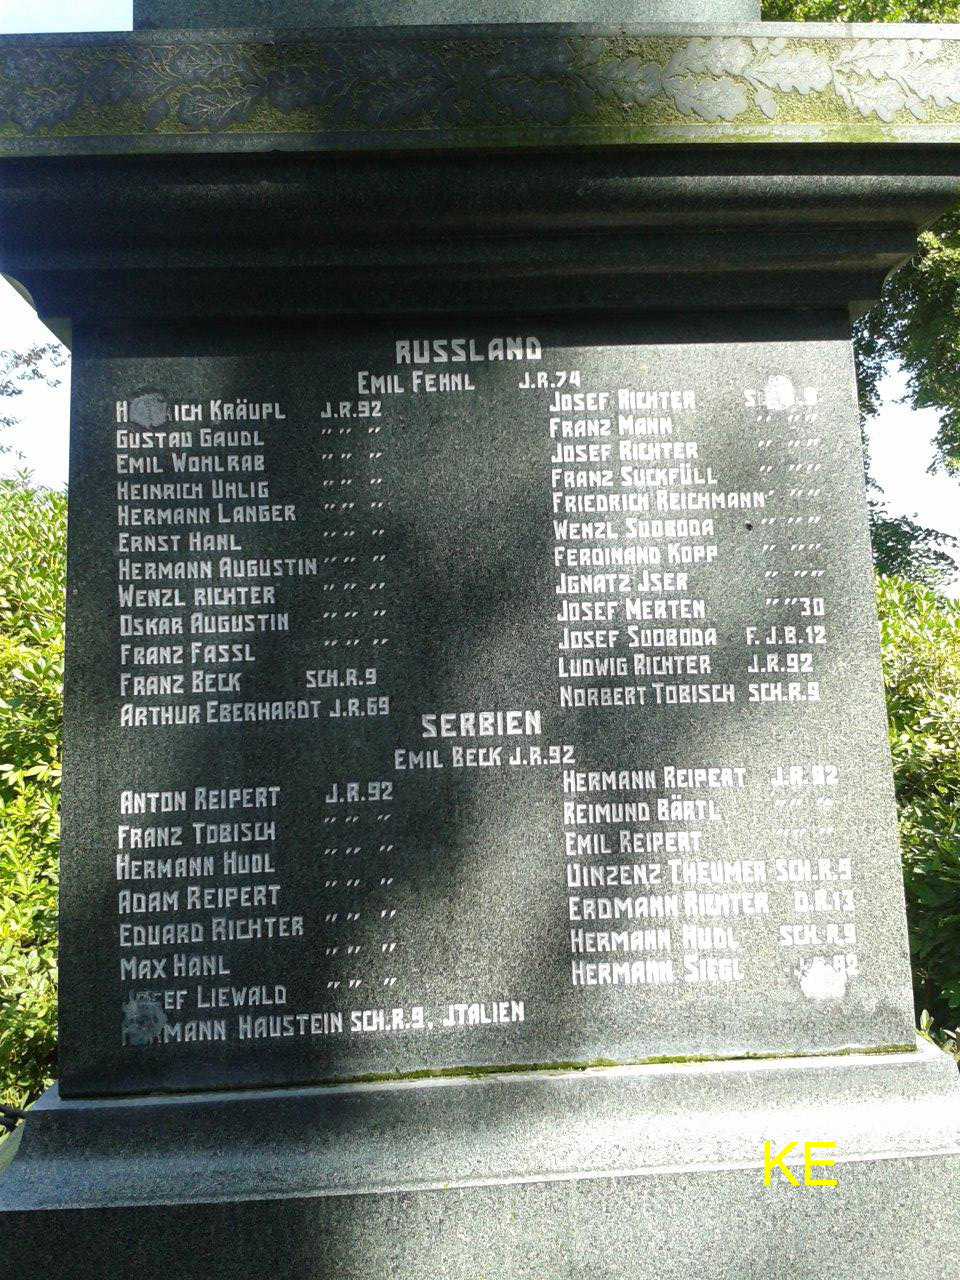 RUSSLAND
EMIL FEHNL J.R.74
KRÄUPL J.R.92
GUSTAV GAUDL " " "
EMIL WOHLRAB " " "
HEINRICH UHLIG " " "
HERMANN LANGER " " "
ERNST HANL " " "
HERMANN AUGUSTIN " " "
WENZL RICHTER " " "
OSKAR AUGUSTIN " " "
FRANZ FASSL " " "
FRANZ BECK SCH.R.9
ARTHUR EBERHARDT J.R.69
JOSEF RICHTER
FRANZ MANN " " "
JOSEF RICHTER " " "
FRANZ SUCKFÜLL " " "
FRIEDRICH REICHMANN " "
WENZL SVOBODA " " "
FERDINAND KOPP " " "
JGNATZ JSER " " "
JOSEF MERTEN " " 30
JOSEF SVOBODA F.J.B.12
LUDWIG RICHTER J.R.92
NORBERT TOBISCH SCH.R.9
SERBIEN
EMIL BECK J.R.92
ANTON REIPERT J.R.92
FRANZ TOBISCH " " "
HERMANN HUDL " " "
ADAM REIPERT " " "
EDUARD RICHTER " " "
MAX HANL " " "
LIEWALD " " "
HAUSTEIN SCH.R.9, JTALIEN
HERMANN REIPERT J.R.92
REIMUND BÄRTL " " "
EMIL REIPERT " " "
VINZENZ THEUMER SCH.R.9
ERDMANN RICHTER D.R.13
HERMANN HUDL SCH.R.9
HERMANN SIEGL
KE